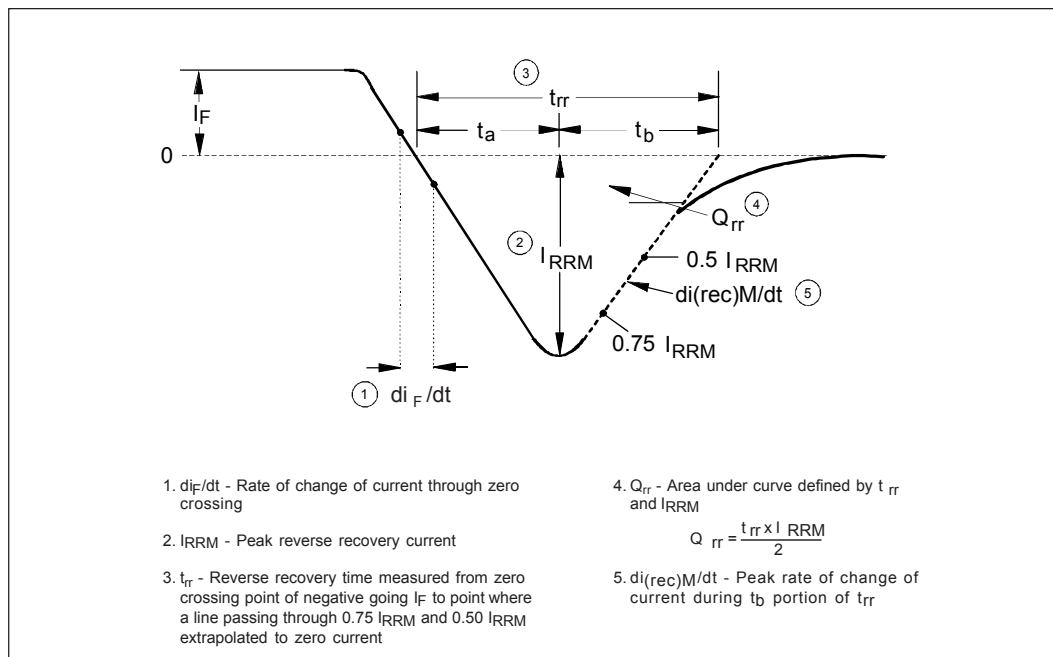 3
trr
IF
ta
tb
0
Qrr 4
2 IRRM
0.5 IRRM
di(rec)M/dt 5
0.75 IRRM
1 di F /dt
1. diF/dt - Rate of change of current through zero
crossing
2. IRRM - Peak reverse recovery current
3. trr - Reverse recovery time measured from zero
crossing point of negative going IF to point where
a line passing through 0.75 IRRM and 0.50 IRRM
extrapolated to zero current
4. Qrr - Area under curve defined by t rr
and IRRM
Q rr = t rr x I RRM
2
5. di(rec)M/dt - Peak rate of change of
current during tb portion of trr